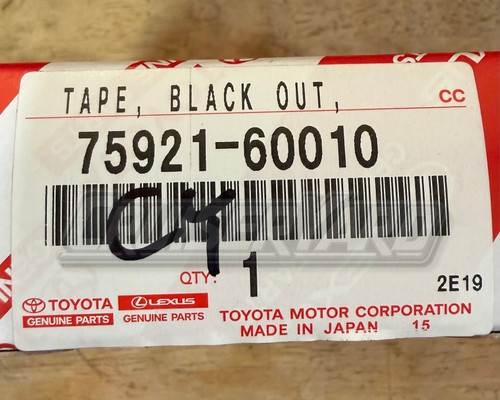 TAPE, BLACK OUT,
CC
75921-60010
QTY:
1
2E19
TOYOTA
GENUINE PARTS
LEXUS
GENUINE PARTS
TOYOTA MOTOR CORPORATION
MADE IN JAPAN 15